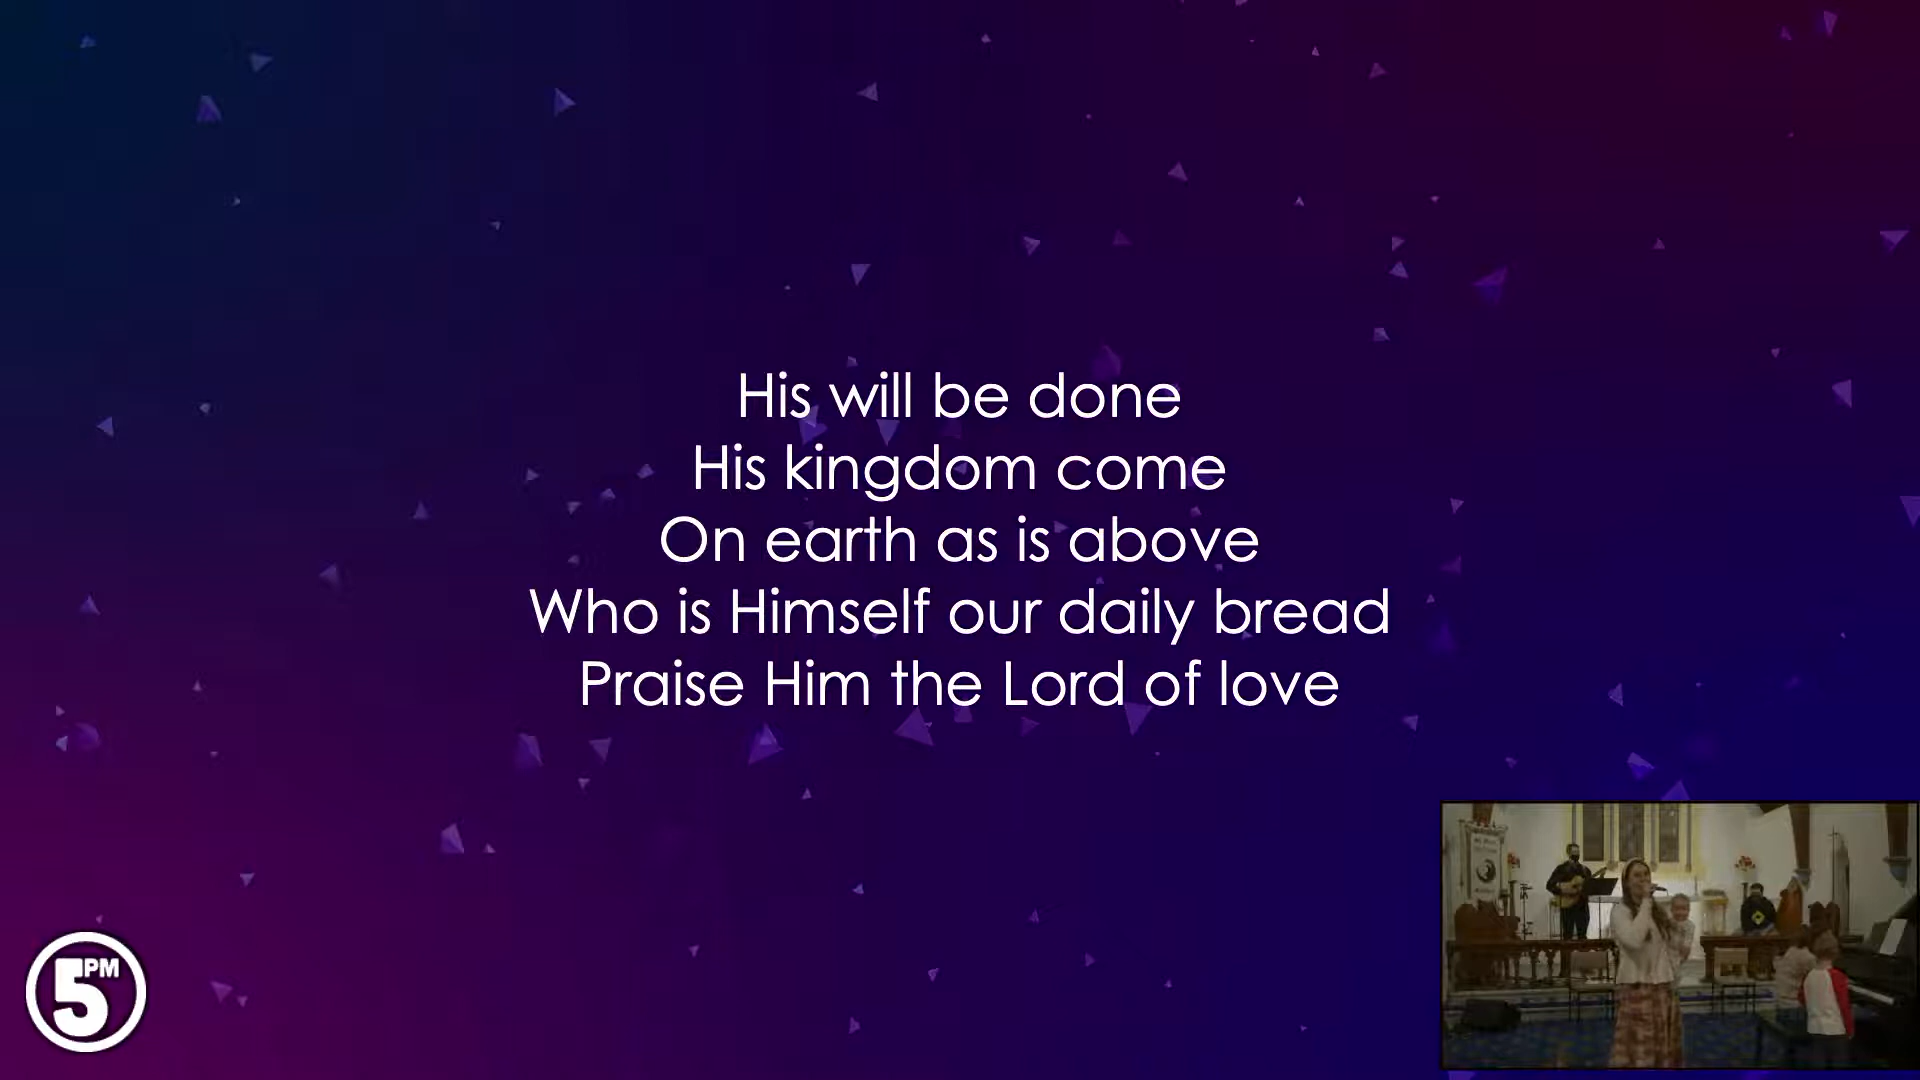 His will be done
His kingdom come
On earth as is above
Who is Himself our daily bread
Praise Him the Lord of love
5PM